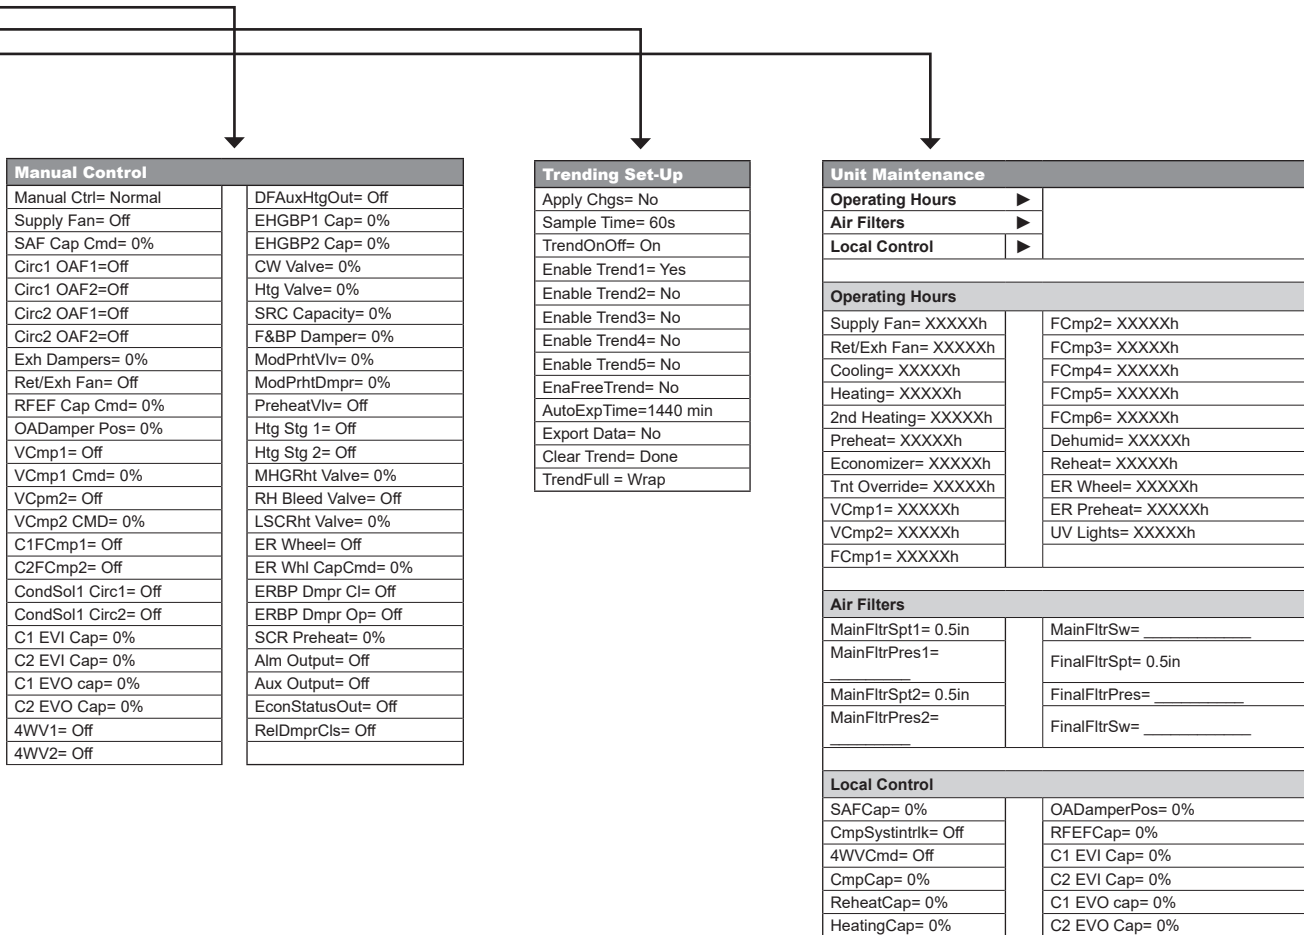 Manual Control
Manual Ctrl= Normal
Supply Fan= Off
SAF Cap Cmd= 0%
Circ1 OAF1=Off
Circ1 OAF2=Off
Circ2 OAF1=Off
Circ2 OAF2=Off
Exh Dampers= 0%
Ret/Exh Fan= Off
RFEF Cap Cmd= 0%
OADamper Pos= 0%
VCmp1= Off
VCmp1 Cmd= 0%
VCpm2= Off
VCmp2 CMD= 0%
C1FCmp1= Off
C2FCmp2= Off
CondSol1 Circ1= Off
CondSol1 Circ2= Off
C1 EVI Cap= 0%
C2 EVI Cap= 0%
C1 EVO cap= 0%
C2 EVO Cap= 0%
4WV1= Off
4WV2= Off
DFAuxHtgOut= Off
EHGBP1 Cap= 0%
EHGBP2 Cap= 0%
CW Valve= 0%
Htg Valve= 0%
SRC Capacity= 0%
F&BP Damper= 0%
ModPrhtVlv= 0%
ModPrhtDmpr= 0%
PreheatVlv= Off
Htg Stg 1= Off
Htg Stg 2= Off
MHGRht Valve= 0%
RH Bleed Valve= Off
LSCRht Valve= 0%
ER Wheel= Off
ER Whl CapCmd= 0%
ERBP Dmpr Cl= Off
ERBP Dmpr Op= Off
SCR Preheat= 0%
Alm Output= Off
Aux Output= Off
EconStatusOut= Off
RelDmprCls= Off
Trending Set-Up
Apply Chgs= No
Sample Time= 60s
TrendOnOff= On
Enable Trend1= Yes
Enable Trend2= No
Enable Trend3= No
Enable Trend4= No
Enable Trend5= No
EnaFreeTrend= No
AutoExpTime=1440 min
Export Data= No
Clear Trend= Done
TrendFull = Wrap
Unit Maintenance
Operating Hours ►
Air Filters ►
Local Control ►
Operating Hours
Supply Fan= XXXXXh
Ret/Exh Fan= XXXXXh
Cooling= XXXXXh
Heating= XXXXXh
2nd Heating= XXXXXh
Preheat= XXXXXh
Economizer= XXXXXh
Tnt Override= XXXXXh
VCmp1= XXXXXh
VCmp2= XXXXXh
FCmp1= XXXXXh
FCmp2= XXXXXh
FCmp3= XXXXXh
FCmp4= XXXXXh
FCmp5= XXXXXh
FCmp6= XXXXXh
Dehumid= XXXXXh
Reheat= XXXXXh
ER Wheel= XXXXXh
ER Preheat= XXXXXh
UV Lights= XXXXXh
Air Filters
MainFltrSpt1= 0.5in
MainFltrPres1=
_________
MainFltrSpt2= 0.5in
MainFltrPres2=
_________
MainFltrSw= ____________
FinalFltrSpt= 0.5in
FinalFltrPres= __________
FinalFltrSw= ____________
Local Control
SAFCap= 0%
CmpSystintrlk= Off
4WVCmd= Off
CmpCap= 0%
ReheatCap= 0%
HeatingCap= 0%
OADamperPos= 0%
RFEFCap= 0%
C1 EVI Cap= 0%
C2 EVI Cap= 0%
C1 EVO cap= 0%
C2 EVO Cap= 0%